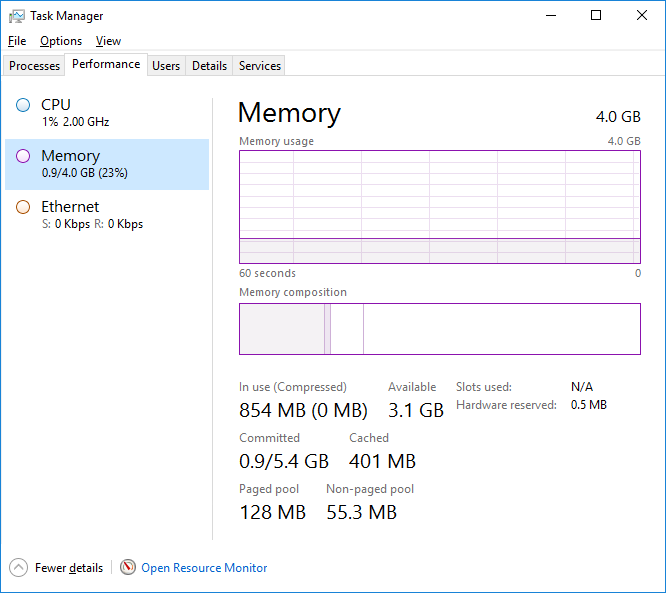 Task Manager
File Options View
Processes Performance Users Details Services
CPU
1% 2.00 GHz
Memory
0.9/4.0 GB (23%)
Ethernet
S: 0 Kbps R: 0 Kbps
Memory 4.0 GB
Memory usage 4.0 GB
60 seconds 0
Memory composition
In use (Compressed) Available
854 MB (0 MB) 3.1 GB
Committed Cached
0.9/5.4 GB 401 MB
Paged pool Non-paged pool
128 MB 55.3 MB
Slots used: N/A
Hardware reserved: 0.5 MB
Fewer details Open Resource Monitor